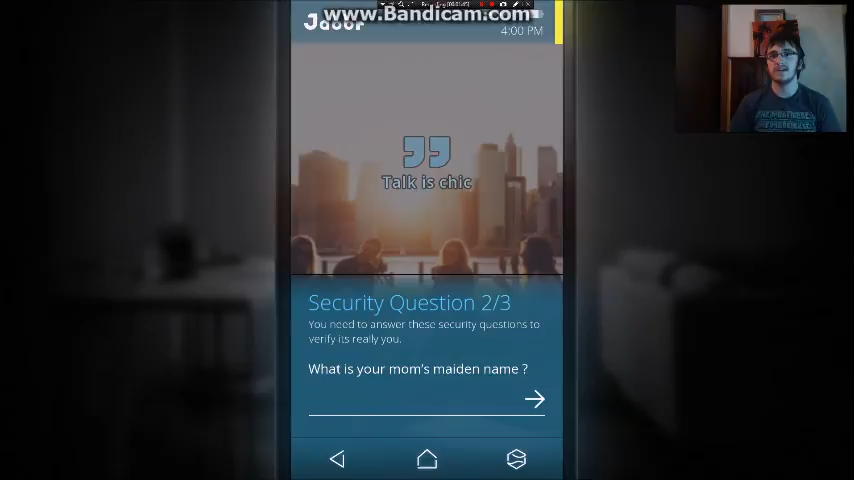 www.Bandicam.com
Jabbr
4:00 PM
Talk is chic
Security Question 2/3
You need to answer these security questions to
verify its really you.
What is your mom's maiden name ?